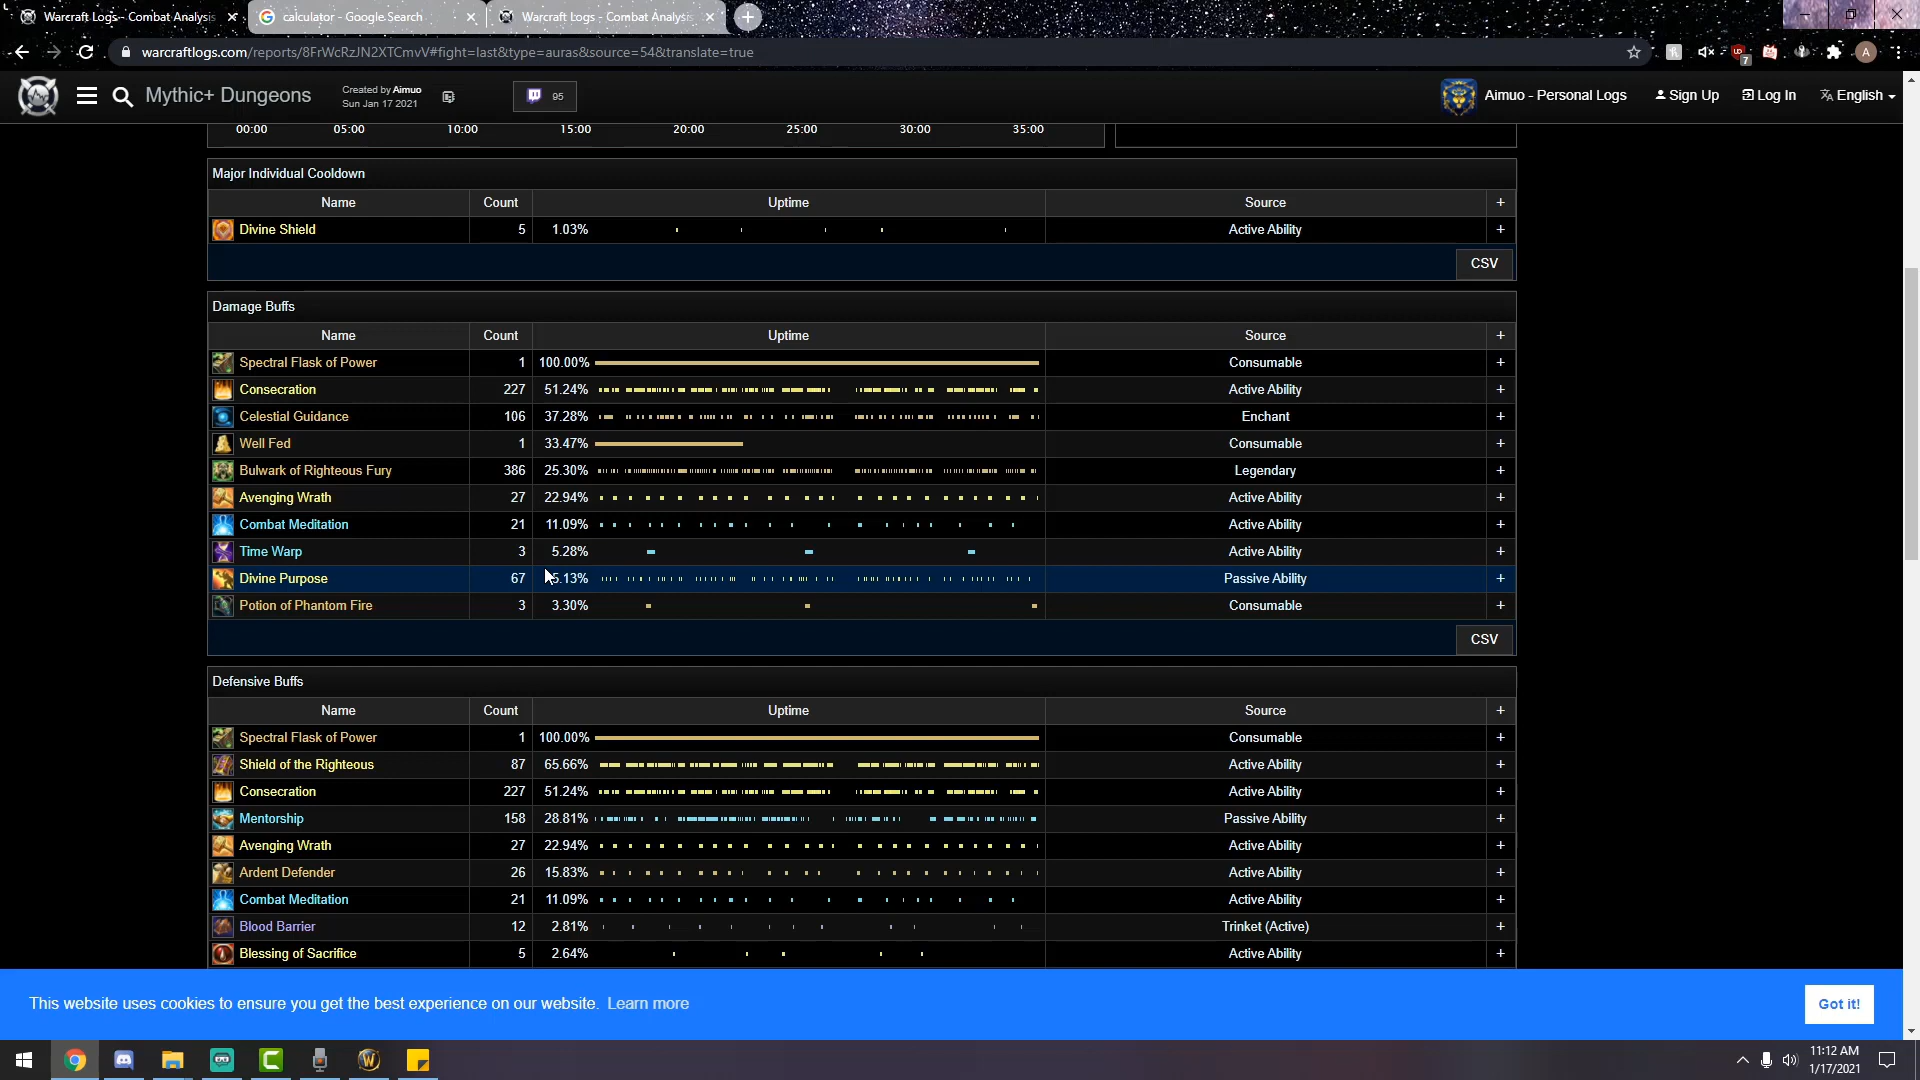 Warcraft Logs - Combat Analysis
calculator - Google Search
Warcraft Logs - Combat Analysis
warcraftlogs.com/reports/8FrWcRzJN2XTCmvV#fight=last&type=auras&source=54&translate=true
7
A
Mythic+ Dungeons
Created by Aimuo
Sun Jan 17 2021
95
Aimuo - Personal Logs
Sign Up
Log In
English
00:00 05:00 10:00 15:00 20:00 25:00 30:00 35:00
Major Individual Cooldown
Name Count Uptime Source +
Divine Shield 5 1.03% Active Ability +
CSV
Damage Buffs
Name Count Uptime Source +
Spectral Flask of Power 1 100.00% Consumable +
Consecration 227 51.24% Active Ability +
Celestial Guidance 106 37.28% Enchant +
Well Fed 1 33.47% Consumable +
Bulwark of Righteous Fury 386 25.30% Legendary +
Avenging Wrath 27 22.94% Active Ability +
Combat Meditation 21 11.09% Active Ability +
Time Warp 3 5.28% Active Ability +
Divine Purpose 67 5.13% Passive Ability +
Potion of Phantom Fire 3 3.30% Consumable +
CSV
Defensive Buffs
Name Count Uptime Source +
Spectral Flask of Power 1 100.00% Consumable +
Shield of the Righteous 87 65.66% Active Ability +
Consecration 227 51.24% Active Ability +
Mentorship 158 28.81% Passive Ability +
Avenging Wrath 27 22.94% Active Ability +
Ardent Defender 26 15.83% Active Ability +
Combat Meditation 21 11.09% Active Ability +
Blood Barrier 12 2.81% Trinket (Active) +
Blessing of Sacrifice 5 2.64% Active Ability +
This website uses cookies to ensure you get the best experience on our website. Learn more
Got it!
11:12 AM
1/17/2021